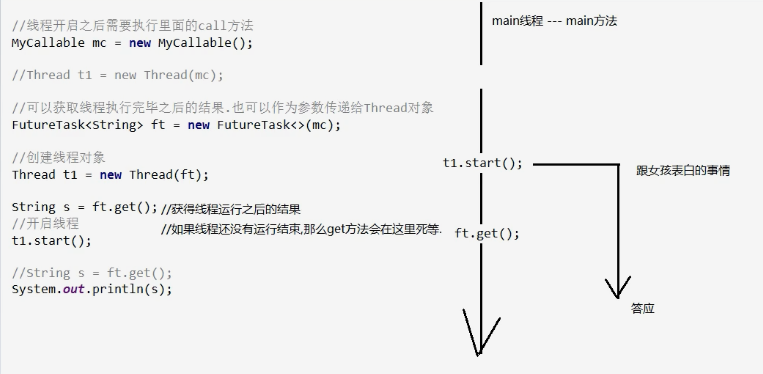 //线程开启之后需要执行里面的call方法
MyCallable mc = new MyCallable();
//Thread t1 = new Thread(mc);
//可以获取线程执行完毕之后的结果.也可以作为参数传递给Thread对象
FutureTask<String> ft = new FutureTask<>(mc);
//创建线程对象
Thread t1 = new Thread(ft);
String s = ft.get(); //获得线程运行之后的结果
//开启线程
//如果线程还没有运行结束,那么get方法会在这里死等.
t1.start();
//String s = ft.get();
System.out.println(s);
main线程 --- main方法
t1.start();
跟女孩表白的事情
ft.get();
答应